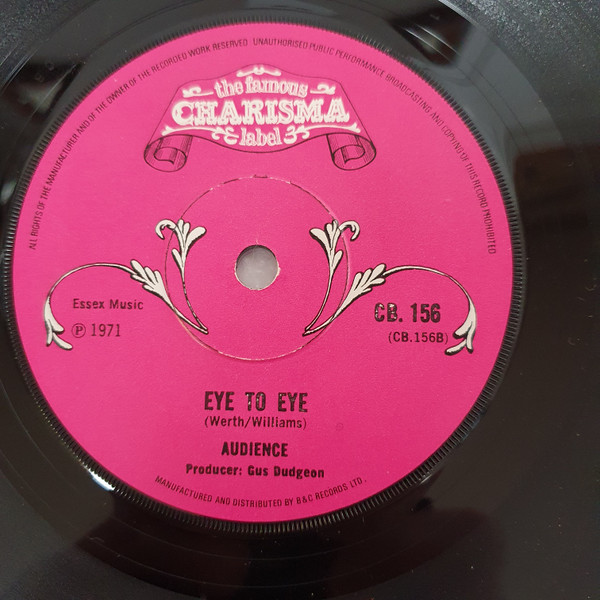 ALL RIGHTS OF THE MANUFACTURER AND OF THE OWNER OF THE RECORDED WORK RESERVED UNAUTHORISED PUBLIC PERFORMANCE BROADCASTING AND COPYING OF THIS RECORD PROHIBITED
the famous
CHARISMA
label
Essex Music
℗ 1971
CB. 156
(CB.156B)
EYE TO EYE
(Werth/Williams)
AUDIENCE
Producer: Gus Dudgeon
MANUFACTURED AND DISTRIBUTED BY B&C RECORDS LTD.